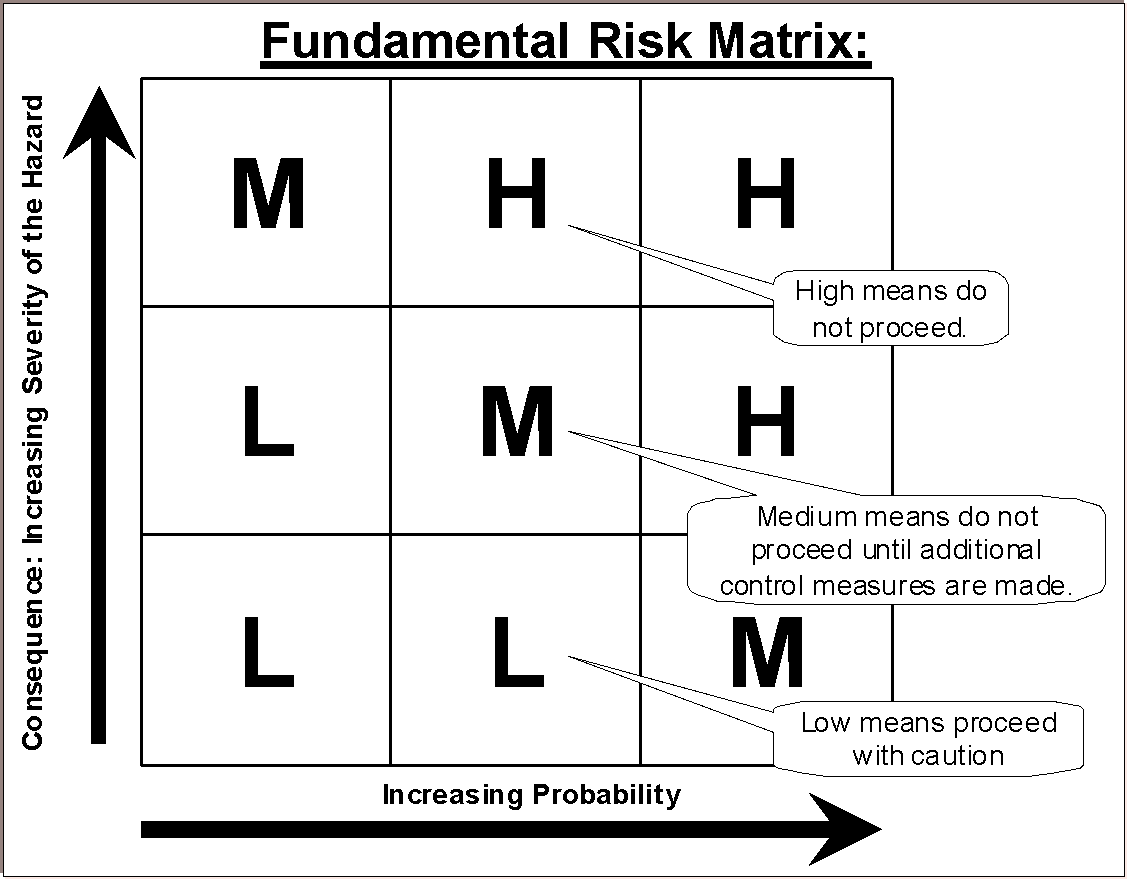 Fundamental Risk Matrix:
Consequence: Increasing Severity of the Hazard
M H H
High means do
not proceed.
L M H
Medium means do not
proceed until additional
control measures are made.
L L M
Low means proceed
with caution
Increasing Probability